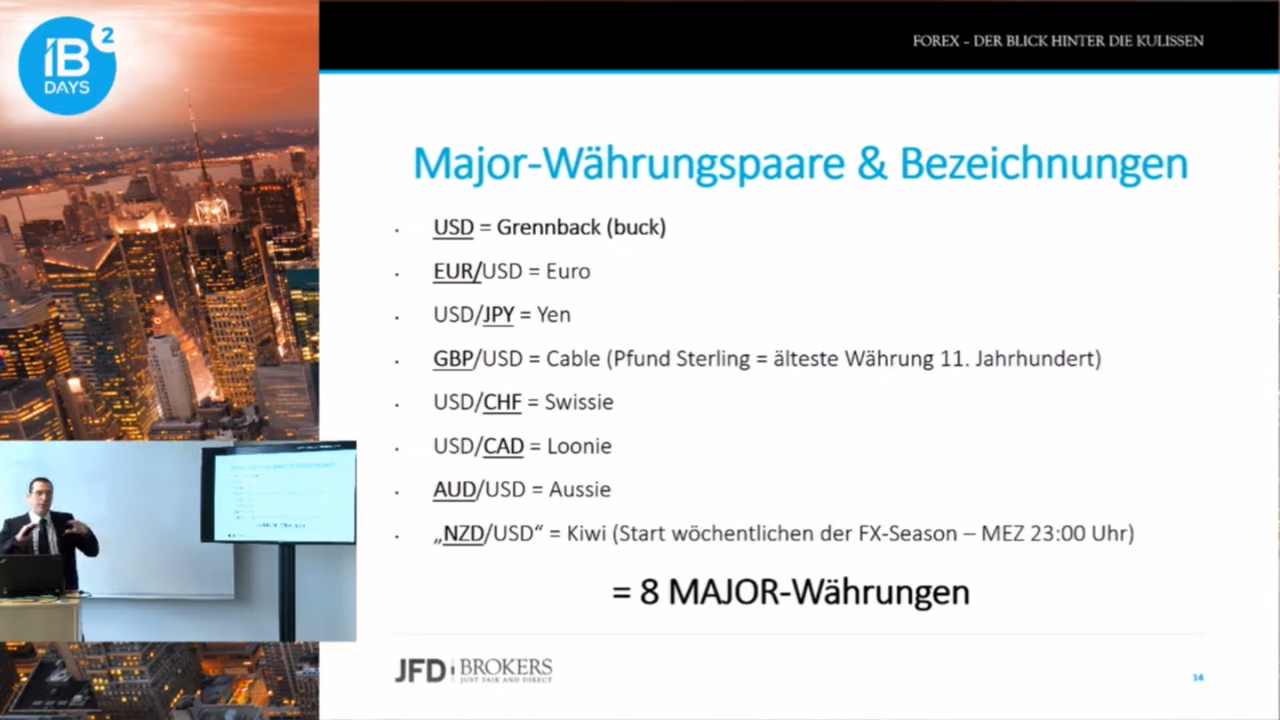 iB 2
DAYS
FOREX – DER BLICK HINTER DIE KULISSEN
Major-Währungspaare & Bezeichnungen
USD = Grennback (buck)
EUR/USD = Euro
USD/JPY = Yen
GBP/USD = Cable (Pfund Sterling = älteste Währung 11. Jahrhundert)
USD/CHF = Swissie
USD/CAD = Loonie
AUD/USD = Aussie
„NZD/USD“ = Kiwi (Start wöchentlichen der FX-Season – MEZ 23:00 Uhr)
= 8 MAJOR-Währungen
JFD BROKERS
JUST FAIR AND DIRECT
14